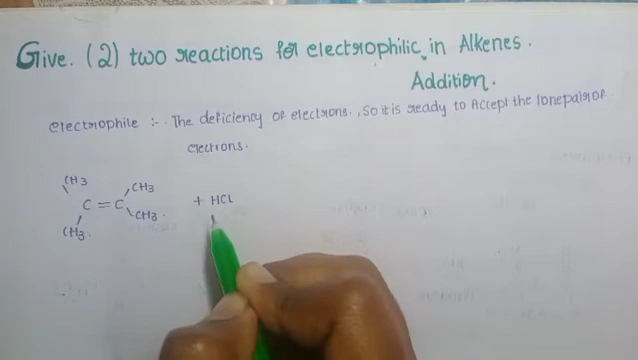 Give. (2) two reactions for electrophilic in Alkenes.
Addition.
electrophile :- The deficiency of electrons., So it is ready to Accept the lonepair of
electrons.
CH3 CH3
C = C + HCL
CH3. CH3.